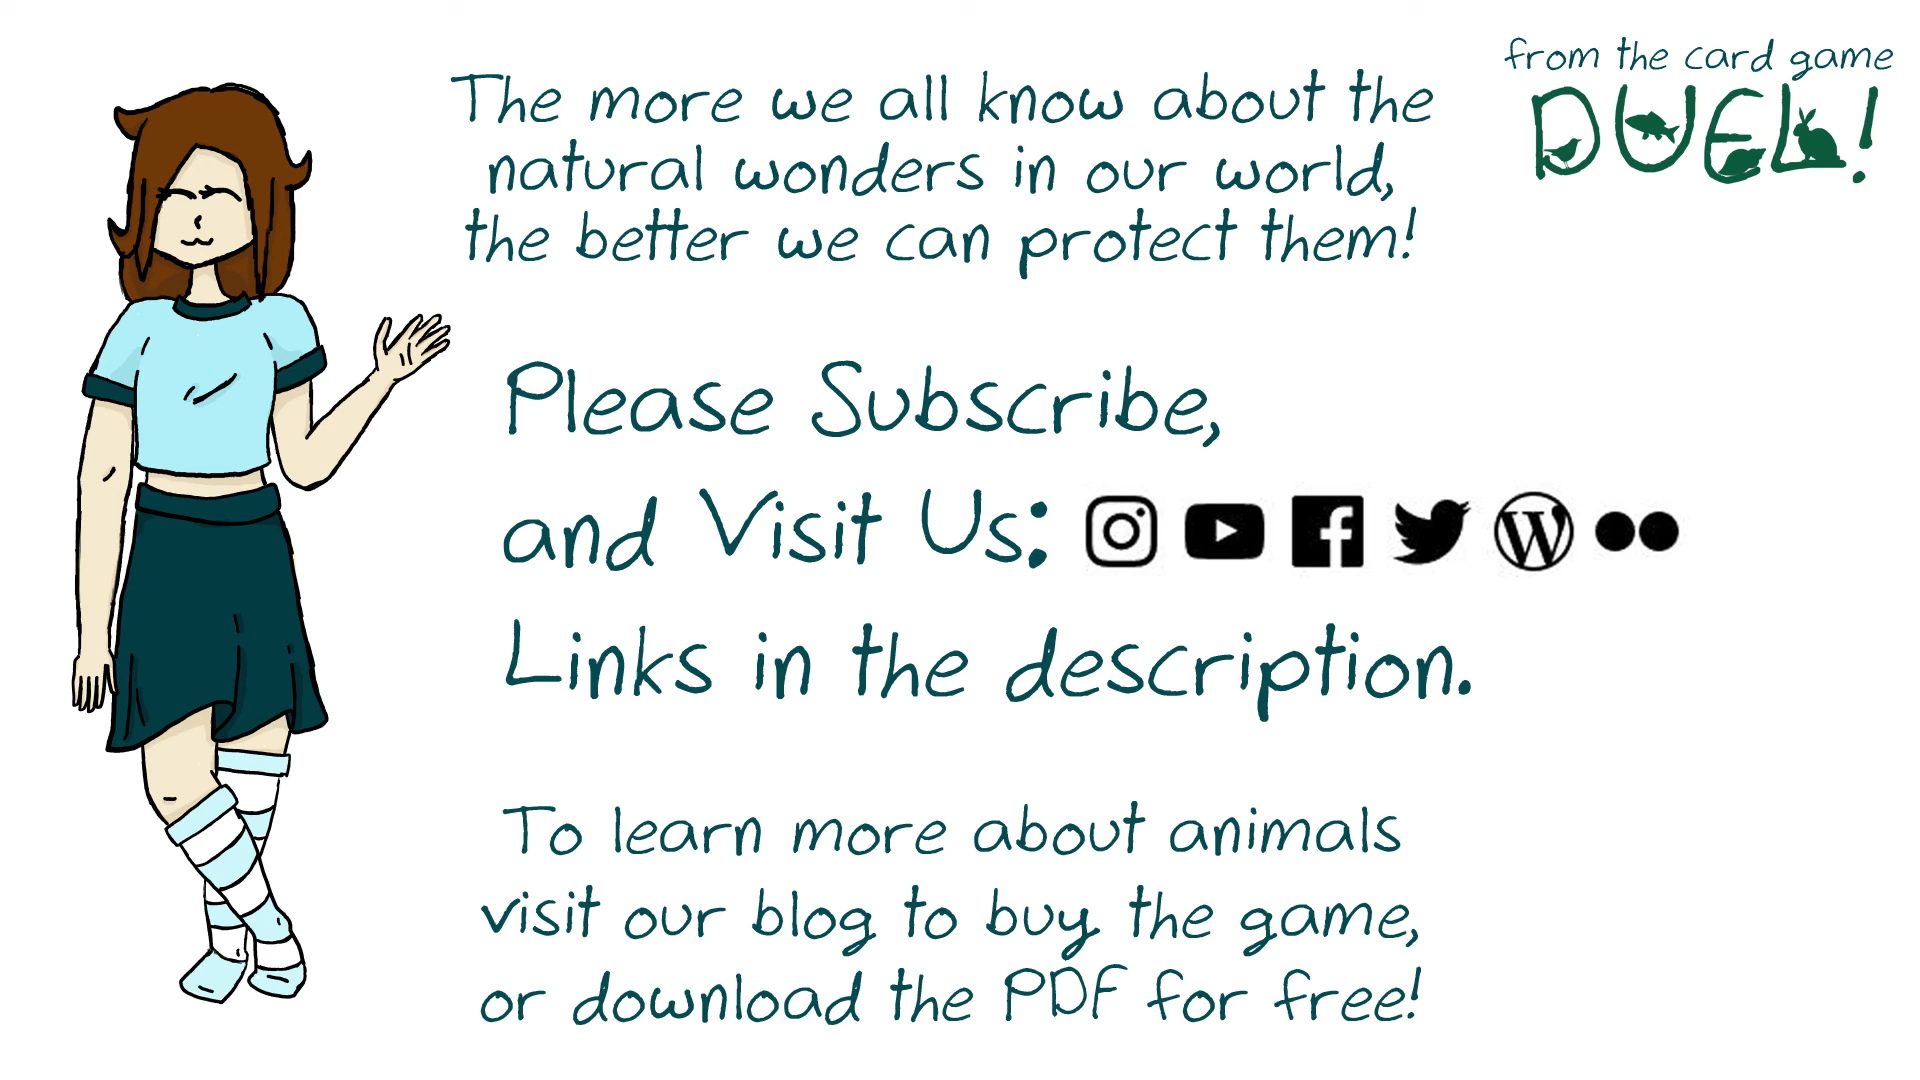 from the card game
DUEL!
The more we all know about the
natural wonders in our world,
the better we can protect them!
Please Subscribe,
and Visit Us:
Links in the description.
To learn more about animals
visit our blog to buy the game,
or download the PDF for free!